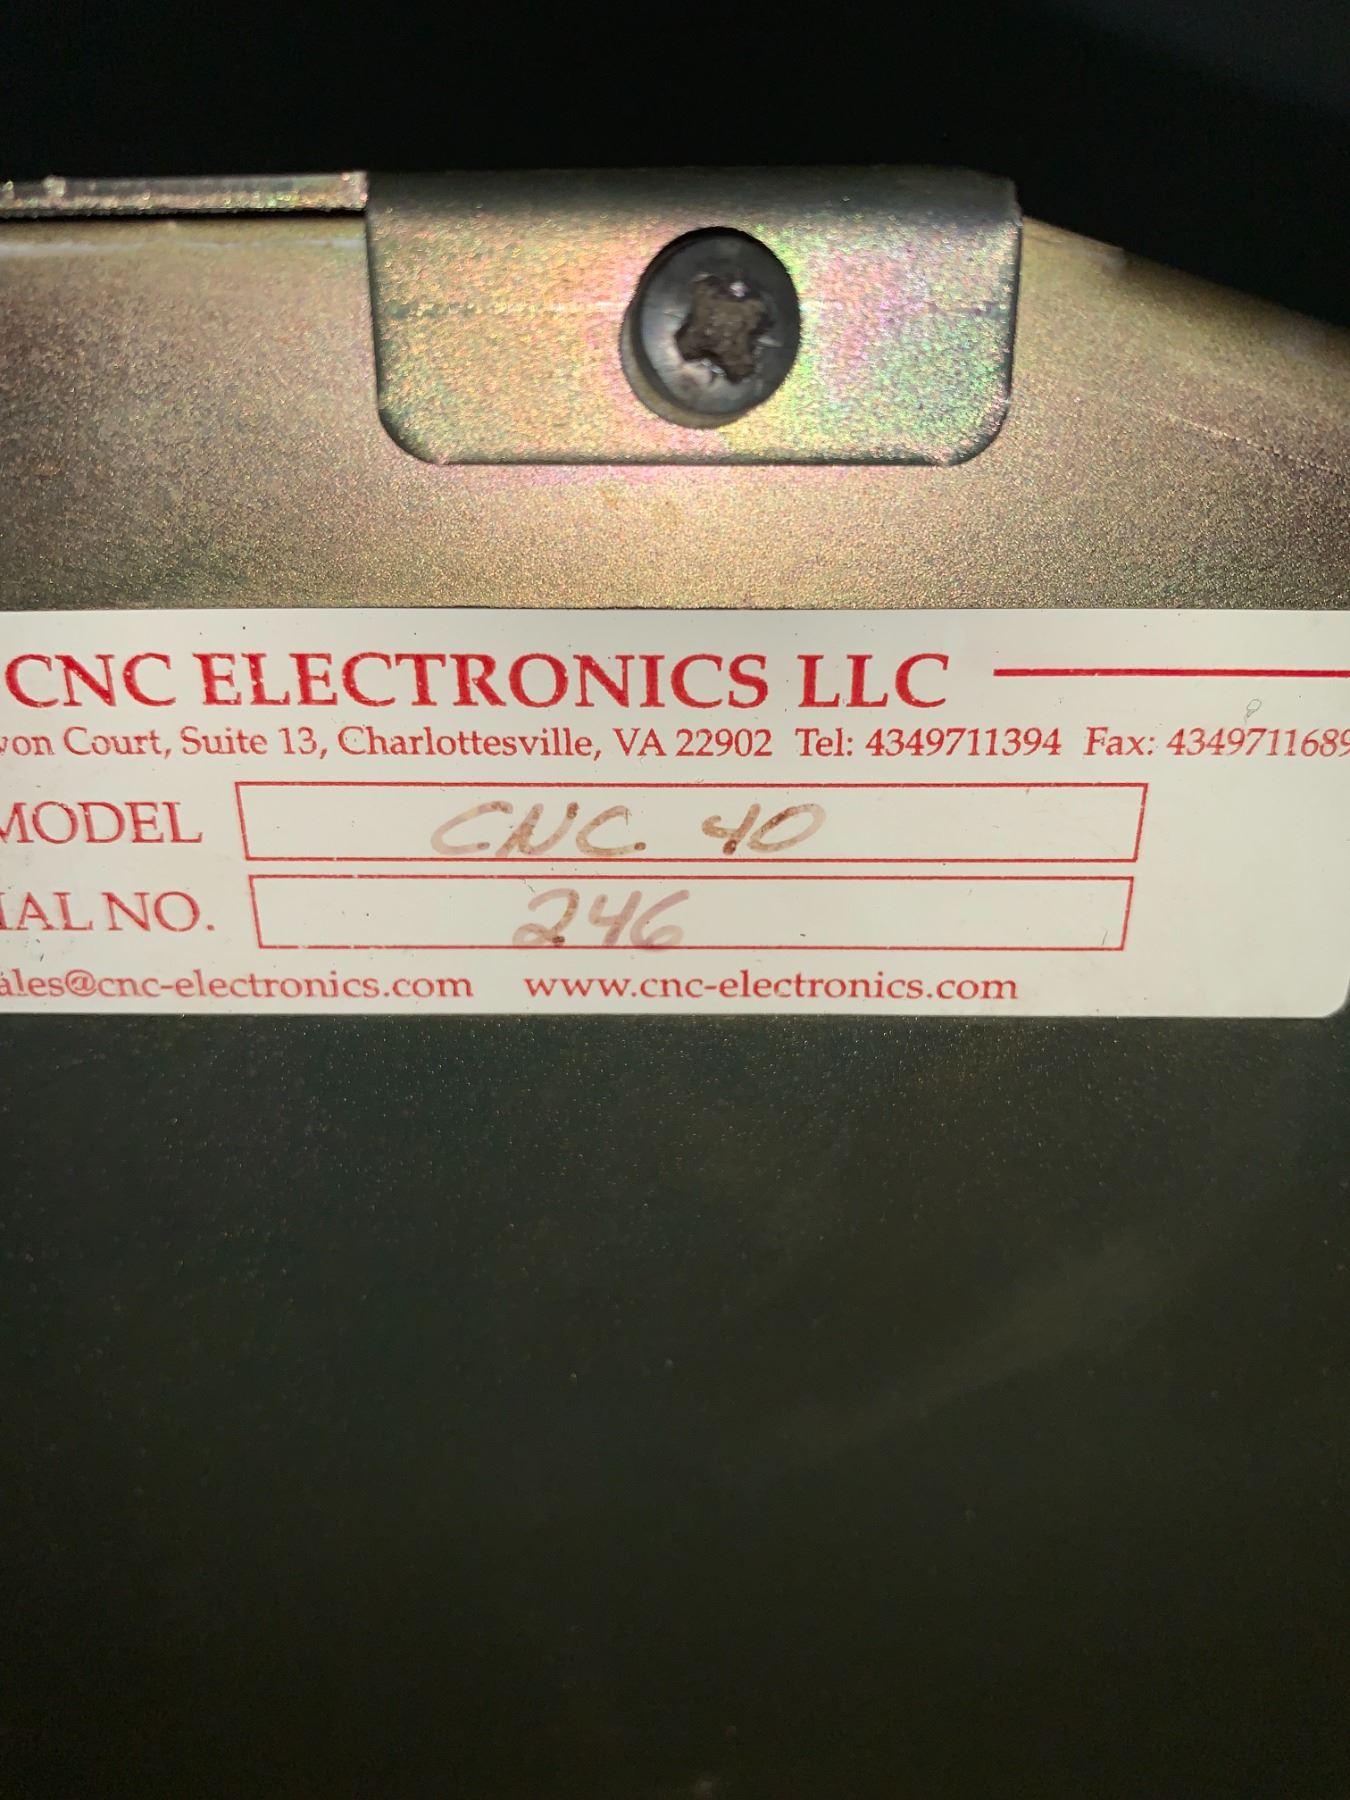 CNC ELECTRONICS LLC
von Court, Suite 13, Charlottesville, VA 22902 Tel: 4349711394 Fax: 4349711689
MODEL CNC 40
IAL NO. 246
ales@cnc-electronics.com www.cnc-electronics.com